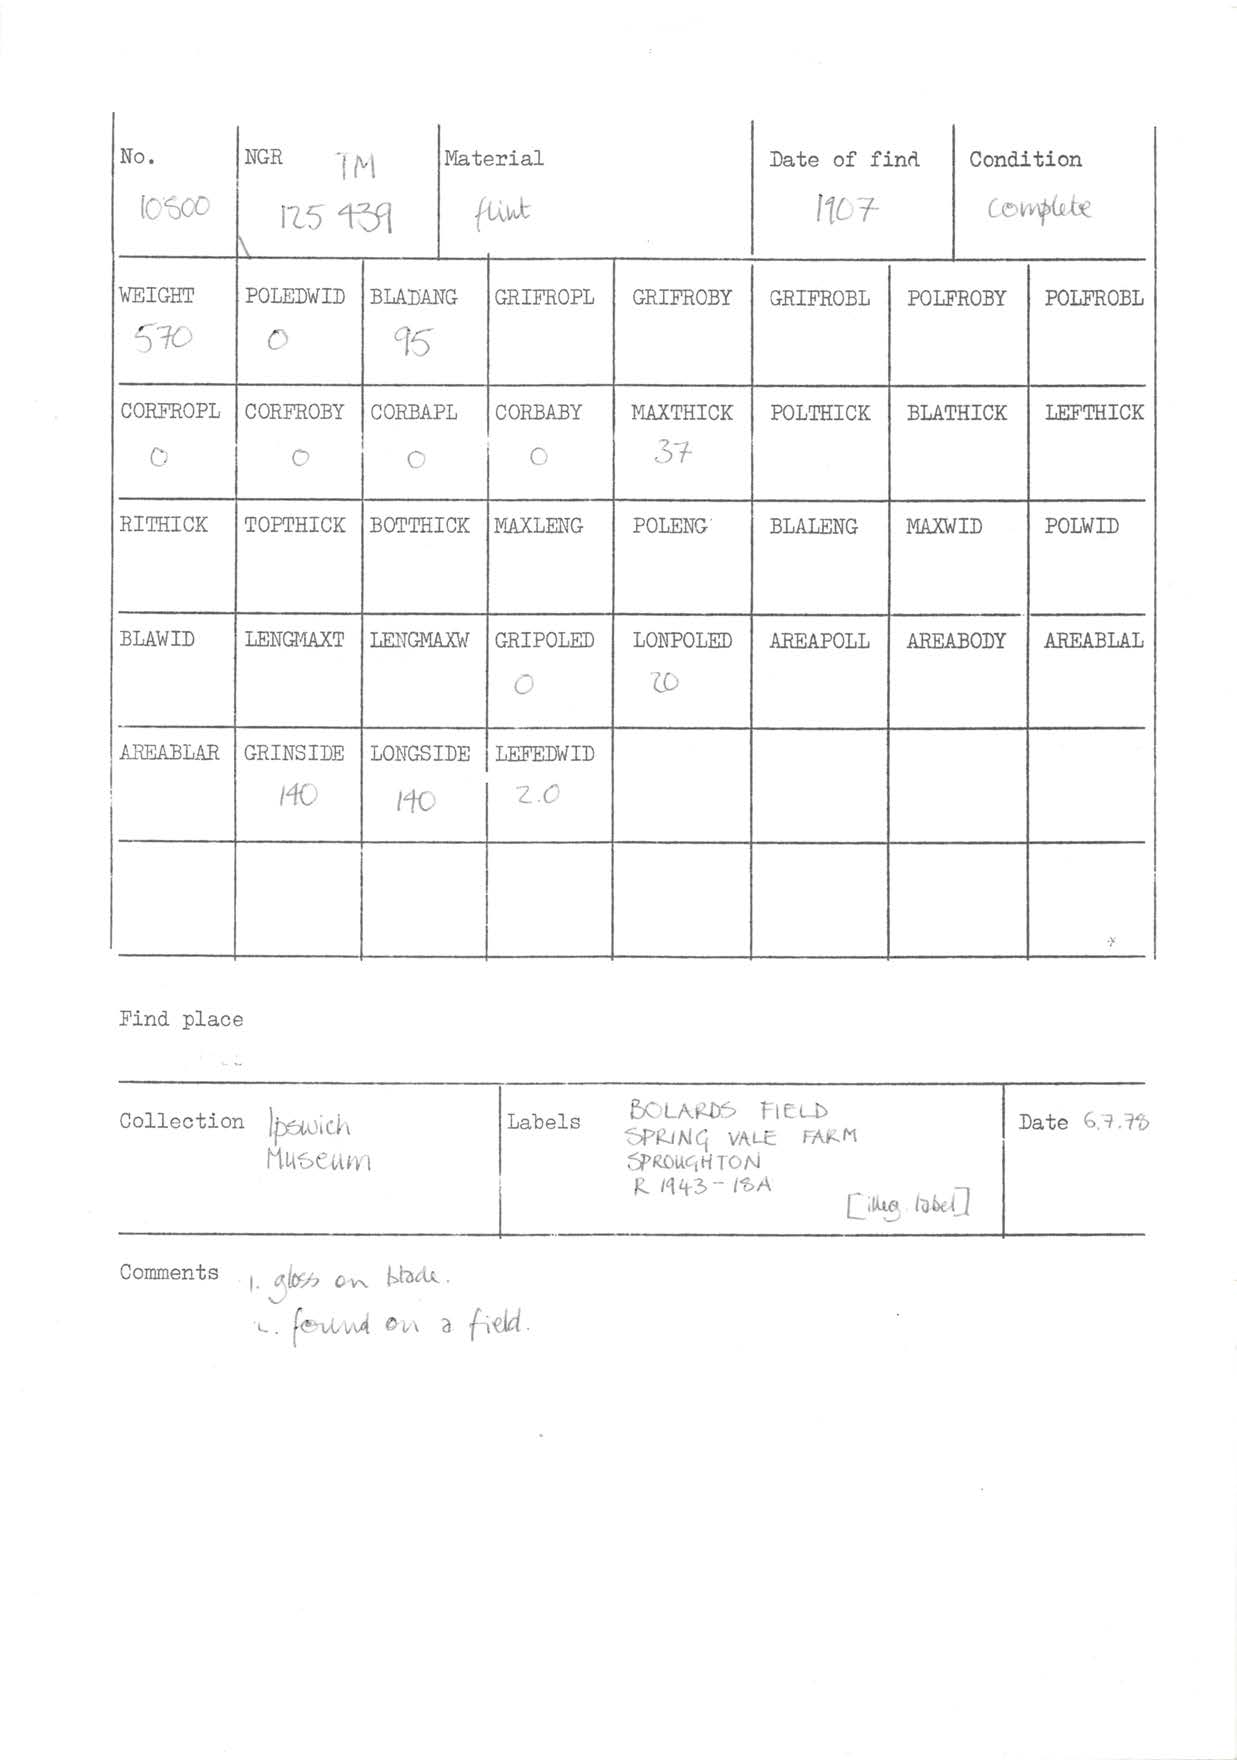 No. NGR TM Material Date of find Condition
10500 125 439 flint 1907 complete
WEIGHT POLEDWID BLADANG GRIFROPL GRIFROBY GRIFROBL POLFROBY POLFROBL
570 0 95
CORFROPL CORFROBY CORBAPL CORBABY MAXTHICK POLTHICK BLATHICK LEFTHICK
0 0 0 0 37
RITHICK TOPTHICK BOTTHICK MAXLENG POLENG BLALENG MAXWID POLWID
BLAWID LENGMAXT LENGMAXW GRIPOLED LONPOLED AREAPOLL AREABODY AREABLAL
0 20
AREABLAR GRINSIDE LONGSIDE LEFEDWID
140 140 2.0
Find place
Collection Ipswich
Museum
Labels BOLARDS FIELD
SPRING VALE FARM
SPROUGHTON
R 1943-18A
[illeg. label]
Date 6.7.78
Comments 1. gloss on blade.
2. found on a field.